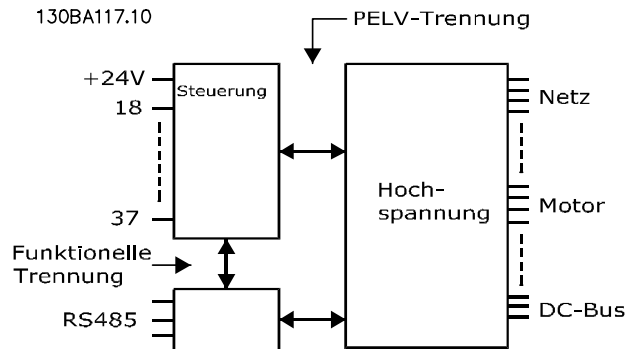 130BA117.10
PELV-Trennung
+24V
Steuerung
18
Netz
Hoch-
spannung
37
Motor
Funktionelle
Trennung
RS485
DC-Bus